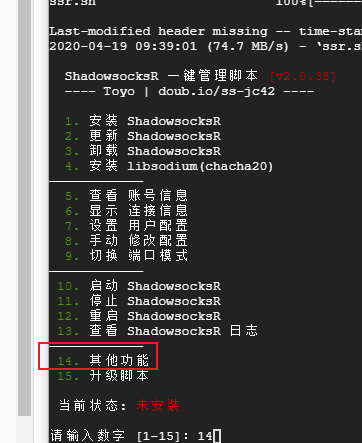 ssr.sh 100%[
Last-modified header missing -- time-sta
2020-04-19 09:39:01 (74.7 MB/s) - ‘ssr.s
ShadowsocksR 一键管理脚本 [v2.0.38]
---- Toyo | doub.io/ss-jc42 ----
1. 安装 ShadowsocksR
2. 更新 ShadowsocksR
3. 卸载 ShadowsocksR
4. 安装 libsodium(chacha20)
5. 查看 账号信息
6. 显示 连接信息
7. 设置 用户配置
8. 手动 修改配置
9. 切换 端口模式
10. 启动 ShadowsocksR
11. 停止 ShadowsocksR
12. 重启 ShadowsocksR
13. 查看 ShadowsocksR 日志
14. 其他功能
15. 升级脚本
当前状态: 未安装
请输入数字 [1-15]: 14